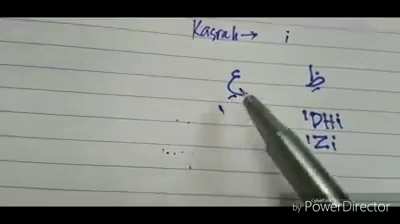 Kasrah → i
ع ظِ
'DHi
'Zi
by PowerDirector